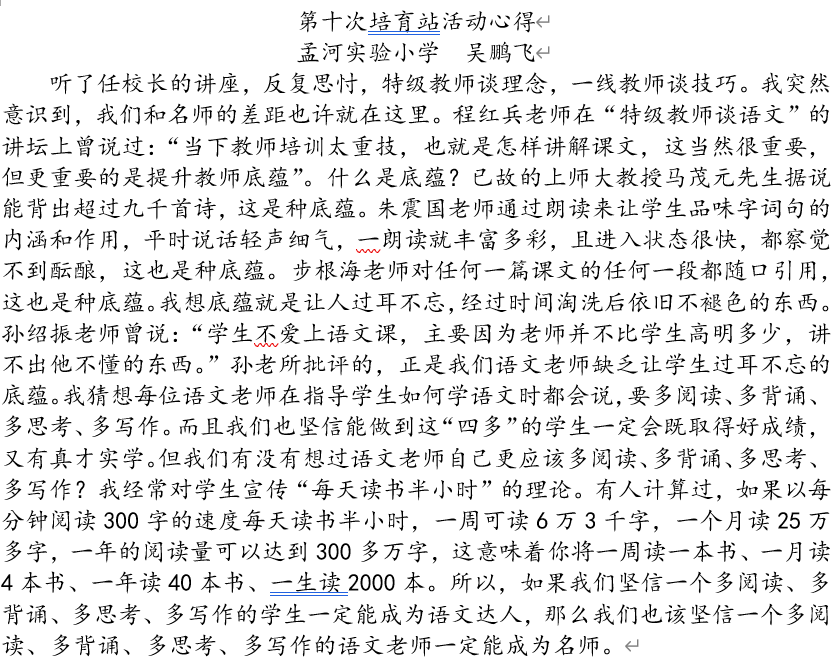 第十次培育站活动心得
孟河实验小学 吴鹏飞
听了任校长的讲座，反复思忖，特级教师谈理念，一线教师谈技巧。我突然
意识到，我们和名师的差距也许就在这里。程红兵老师在“特级教师谈语文”的
讲坛上曾说过：“当下教师培训太重技，也就是怎样讲解课文，这当然很重要，
但更重要的是提升教师底蕴”。什么是底蕴？已故的上师大教授马茂元先生据说
能背出超过九千首诗，这是种底蕴。朱震国老师通过朗读来让学生品味字词句的
内涵和作用，平时说话轻声细气，一朗读就丰富多彩，且进入状态很快，都察觉
不到酝酿，这也是种底蕴。步根海老师对任何一篇课文的任何一段都随口引用，
这也是种底蕴。我想底蕴就是让人过耳不忘，经过时间淘洗后依旧不褪色的东西。
孙绍振老师曾说：“学生不爱上语文课，主要因为老师并不比学生高明多少，讲
不出他不懂的东西。”孙老所批评的，正是我们语文老师缺乏让学生过耳不忘的
底蕴。我猜想每位语文老师在指导学生如何学语文时都会说，要多阅读、多背诵、
多思考、多写作。而且我们也坚信能做到这“四多”的学生一定会既取得好成绩，
又有真才实学。但我们有没有想过语文老师自己更应该多阅读、多背诵、多思考、
多写作？我经常对学生宣传“每天读书半小时”的理论。有人计算过，如果以每
分钟阅读300字的速度每天读书半小时，一周可读6万3千字，一个月读25万
多字，一年的阅读量可以达到300多万字，这意味着你将一周读一本书、一月读
4本书、一年读40本书、一生读2000本。所以，如果我们坚信一个多阅读、多
背诵、多思考、多写作的学生一定能成为语文达人，那么我们也该坚信一个多阅
读、多背诵、多思考、多写作的语文老师一定能成为名师。